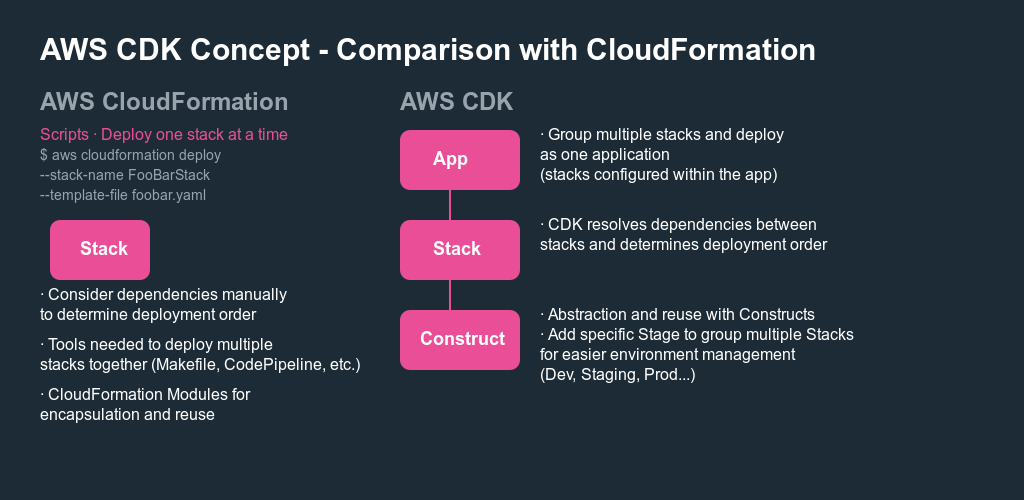 AWS CDK Concept - Comparison with CloudFormation
AWS CloudFormation
Scripts · Deploy one stack at a time
$ aws cloudformation deploy
--stack-name FooBarStack
--template-file foobar.yaml
Stack
· Consider dependencies manually
to determine deployment order
· Tools needed to deploy multiple
stacks together (Makefile, CodePipeline, etc.)
· CloudFormation Modules for
encapsulation and reuse
AWS CDK
App
· Group multiple stacks and deploy
as one application
(stacks configured within the app)
Stack
· CDK resolves dependencies between
stacks and determines deployment order
Construct
· Abstraction and reuse with Constructs
· Add specific Stage to group multiple Stacks
for easier environment management
(Dev, Staging, Prod...)